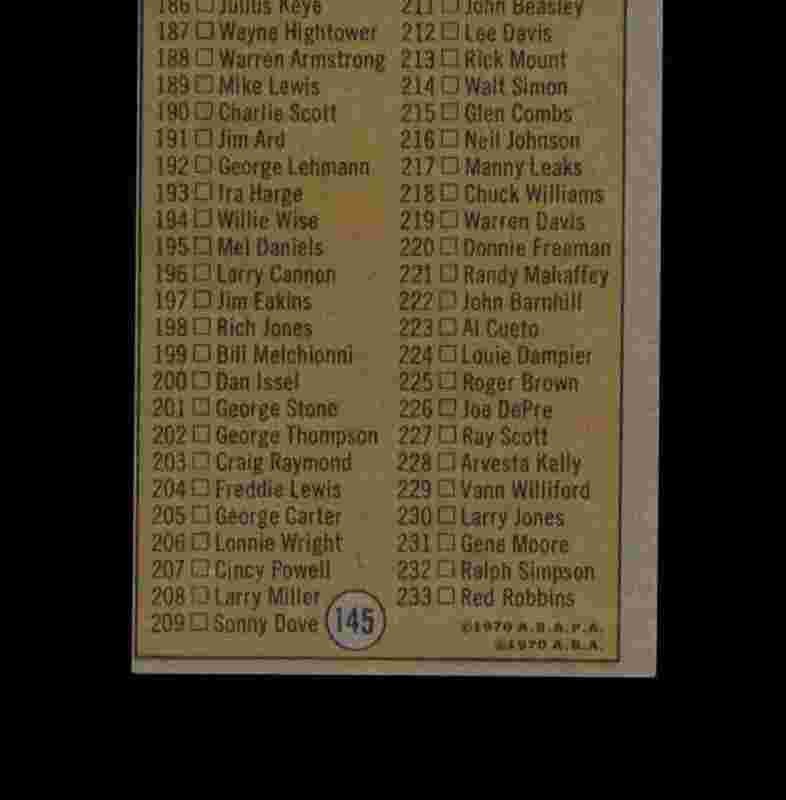 186 Julius Keye
187 Wayne Hightower
188 Warren Armstrong
189 Mike Lewis
190 Charlie Scott
191 Jim Ard
192 George Lehmann
193 Ira Harge
194 Willie Wise
195 Mel Daniels
196 Larry Cannon
197 Jim Eakins
198 Rich Jones
199 Bill Melchionni
200 Dan Issel
201 George Stone
202 George Thompson
203 Craig Raymond
204 Freddie Lewis
205 George Carter
206 Lonnie Wright
207 Cincy Powell
208 Larry Miller
209 Sonny Dove
145
211 John Beasley
212 Lee Davis
213 Rick Mount
214 Walt Simon
215 Glen Combs
216 Neil Johnson
217 Manny Leaks
218 Chuck Williams
219 Warren Davis
220 Donnie Freeman
221 Randy Mahaffey
222 John Barnhill
223 Al Cueto
224 Louie Dampier
225 Roger Brown
226 Joe DePre
227 Ray Scott
228 Arvesta Kelly
229 Vann Williford
230 Larry Jones
231 Gene Moore
232 Ralph Simpson
233 Red Robbins
©1970 A.B.A.P.A.
©1970 A.B.A.